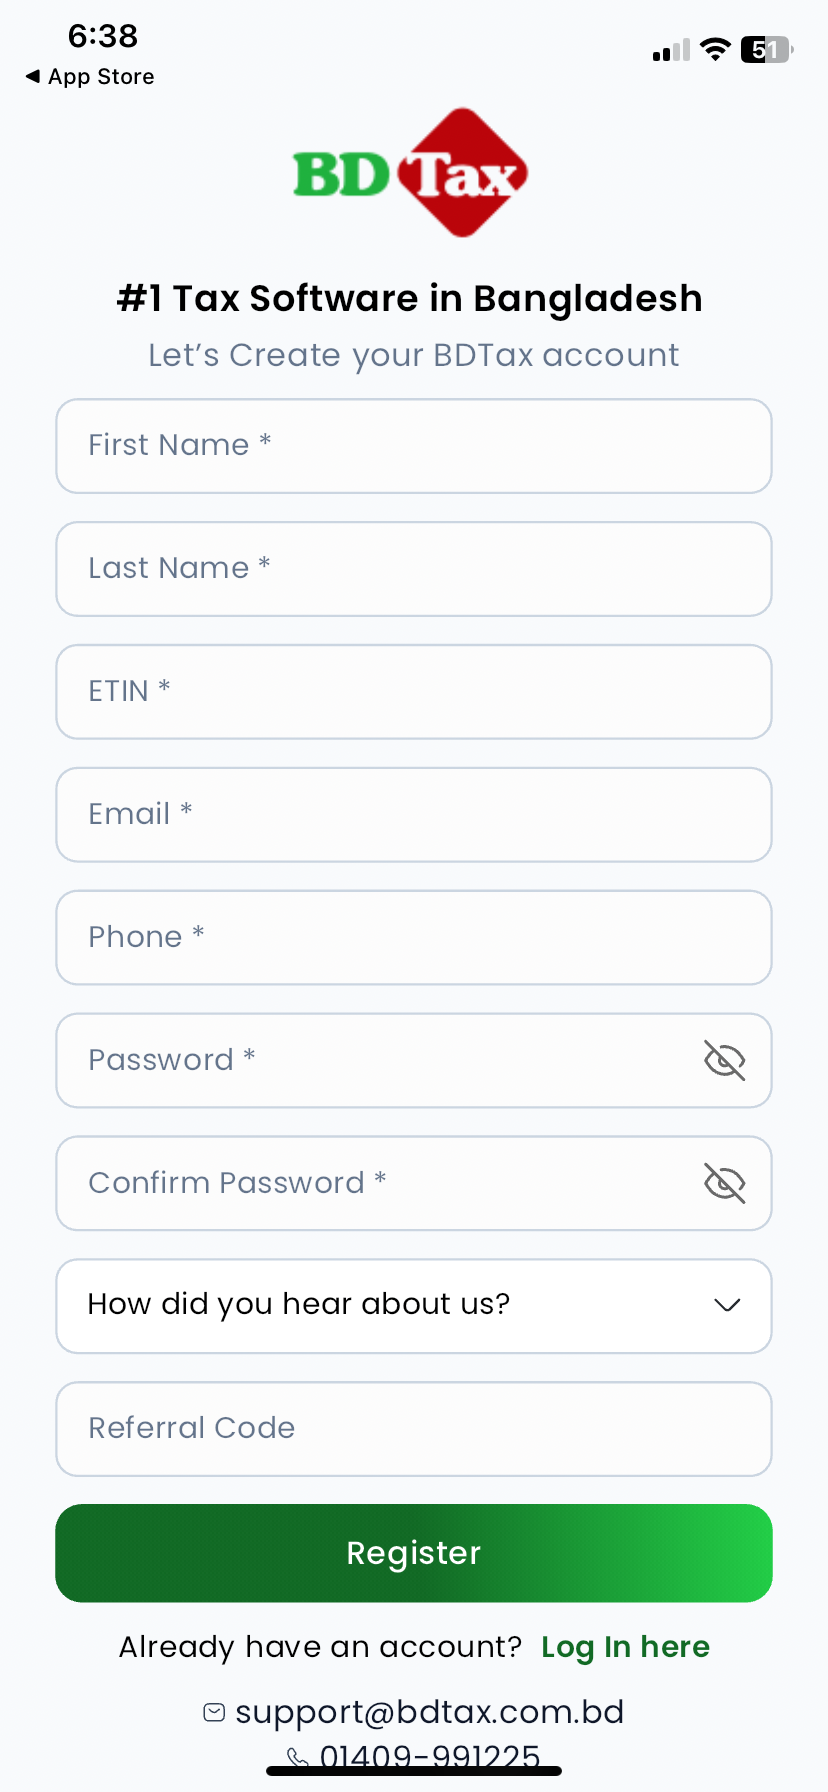 6:38
51
◀ App Store
BD Tax
#1 Tax Software in Bangladesh
Let’s Create your BDTax account
First Name *
Last Name *
ETIN *
Email *
Phone *
Password *
Confirm Password *
How did you hear about us?
Referral Code
Register
Already have an account? Log In here
support@bdtax.com.bd
01409-991225